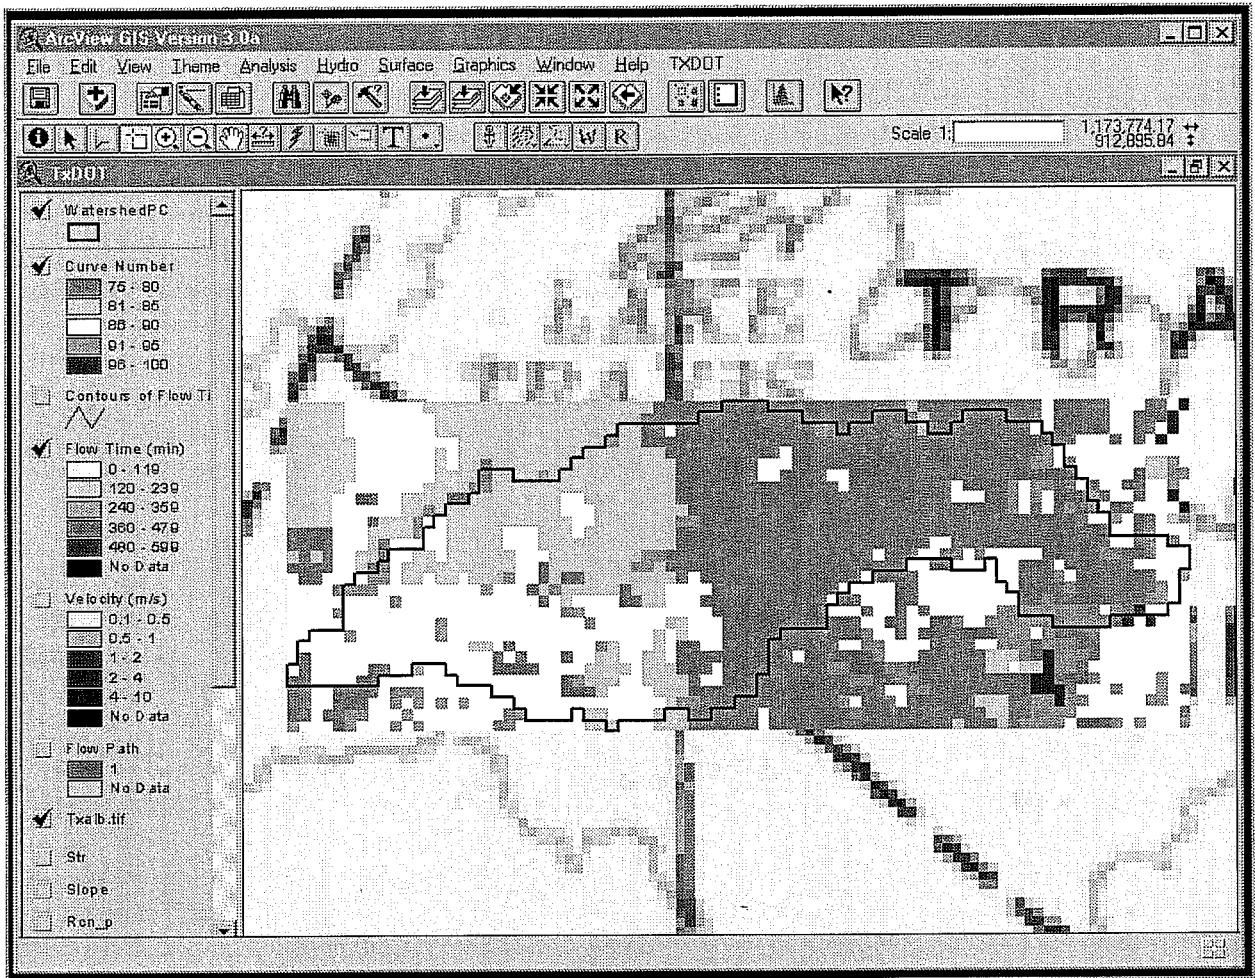 ArcView GIS Version 3.0a
File Edit View Theme Analysis Hydro Surface Graphics Window Help TXDOT
T W R Scale 1: 1,173,774.17
912,895.84
TxDOT
WatershedPC
Curve Number
76 - 80
81 - 85
86 - 90
91 - 95
96 - 100
Contours of Flow Ti
Flow Time (min)
0 - 119
120 - 239
240 - 359
360 - 479
480 - 599
No Data
Velocity (m/s)
0.1 - 0.5
0.5 - 1
1 - 2
2 - 4
4 - 10
No Data
Flow Path
1
No Data
Txalb.tif
Str
Slope
Rcn_p
T R A